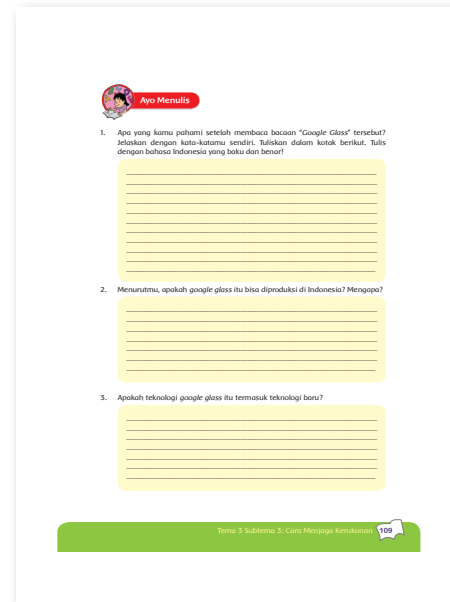 Ayo Menulis
1. Apa yang kamu pahami setelah membaca bacaan "Google Glass" tersebut?
Jelaskan dengan kata-katamu sendiri. Tuliskan dalam kotak berikut. Tulis
dengan bahasa Indonesia yang baku dan benar!
2. Menurutmu, apakah google glass itu bisa diproduksi di Indonesia? Mengapa?
3. Apakah teknologi google glass itu termasuk teknologi baru?
Tema 3 Subtema 3: Cara Menjaga Kerukunan 109